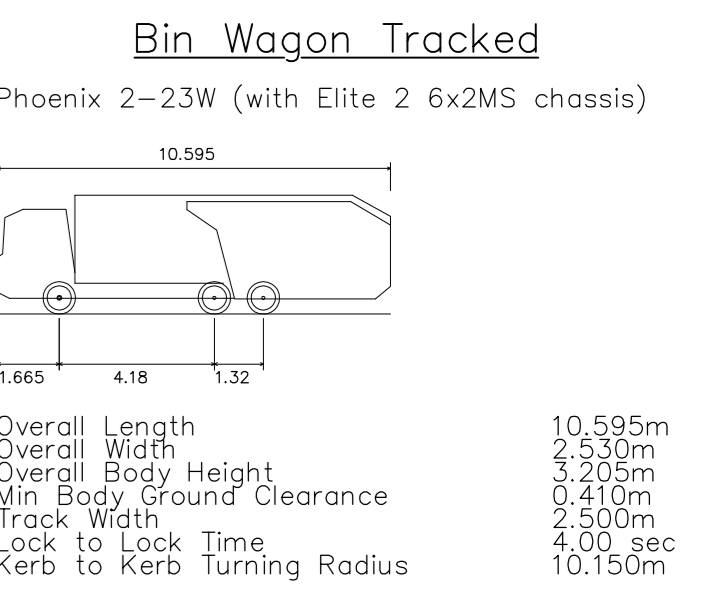 Bin Wagon Tracked
Phoenix 2-23W (with Elite 2 6x2MS chassis)
10.595
1.665 4.18 1.32
Overall Length 10.595m
Overall Width 2.530m
Overall Body Height 3.205m
Min Body Ground Clearance 0.410m
Track Width 2.500m
Lock to Lock Time 4.00 sec
Kerb to Kerb Turning Radius 10.150m